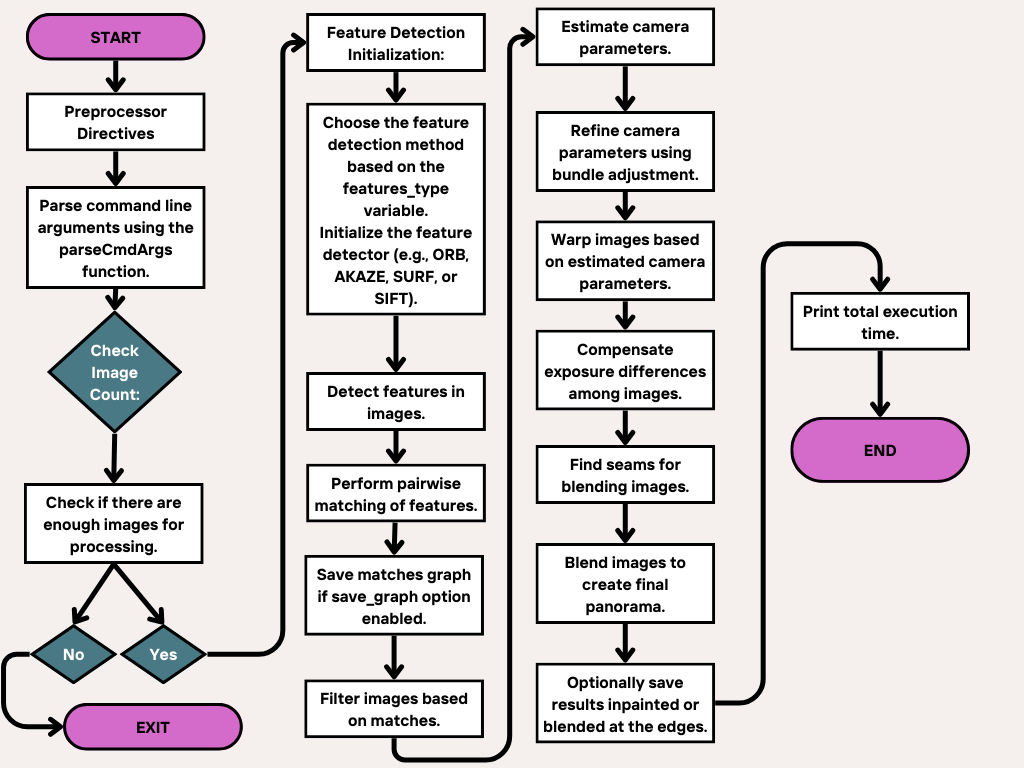 START
Preprocessor
Directives
Parse command line
arguments using the
parseCmdArgs
function.
Check
Image
Count:
Check if there are
enough images for
processing.
No
Yes
EXIT
Feature Detection
Initialization:
Choose the feature
detection method
based on the
features_type
variable.
Initialize the feature
detector (e.g., ORB,
AKAZE, SURF, or
SIFT).
Detect features in
images.
Perform pairwise
matching of features.
Save matches graph
if save_graph option
enabled.
Filter images based
on matches.
Estimate camera
parameters.
Refine camera
parameters using
bundle adjustment.
Warp images based
on estimated camera
parameters.
Compensate
exposure differences
among images.
Find seams for
blending images.
Blend images to
create final
panorama.
Optionally save
results inpainted or
blended at the edges.
Print total execution
time.
END